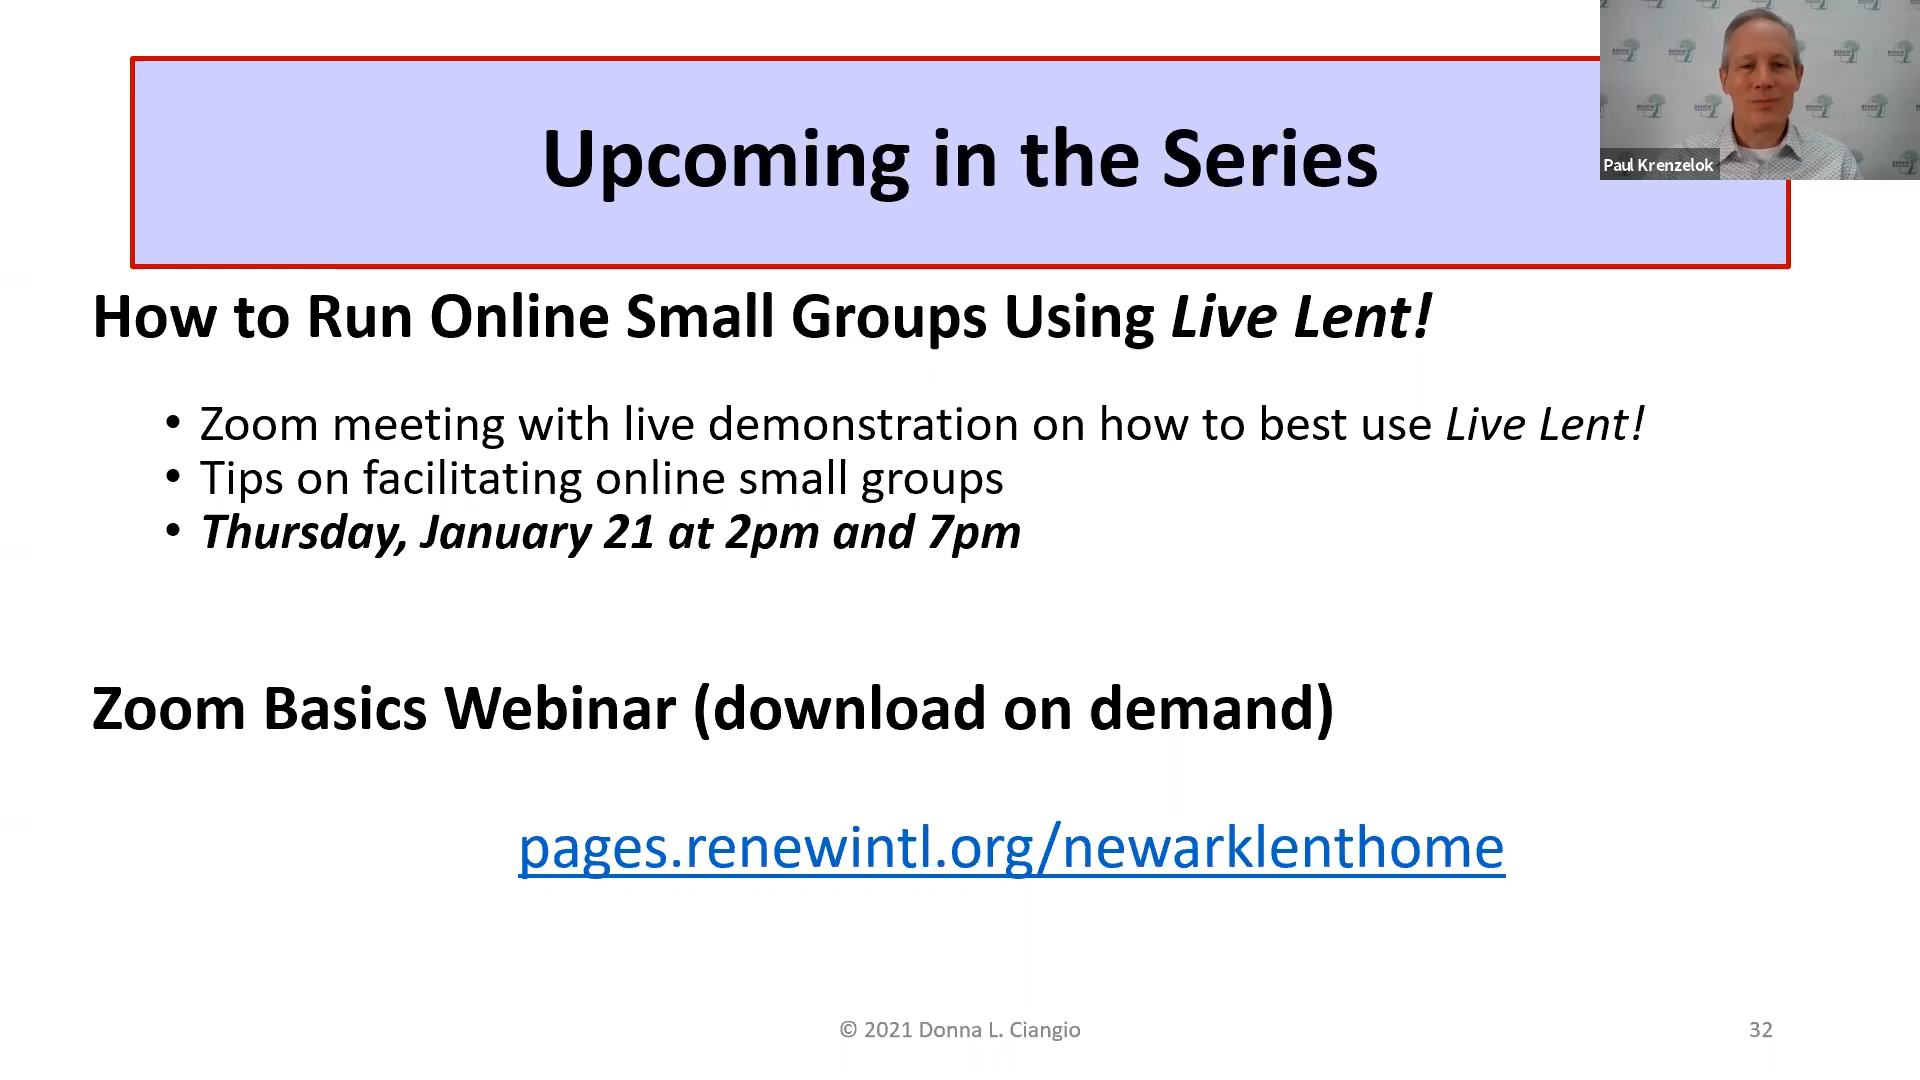 Upcoming in the Series
Paul Krenzelok
How to Run Online Small Groups Using Live Lent!
• Zoom meeting with live demonstration on how to best use Live Lent!
• Tips on facilitating online small groups
• Thursday, January 21 at 2pm and 7pm
Zoom Basics Webinar (download on demand)
pages.renewintl.org/newarklenthome
© 2021 Donna L. Ciangio
32